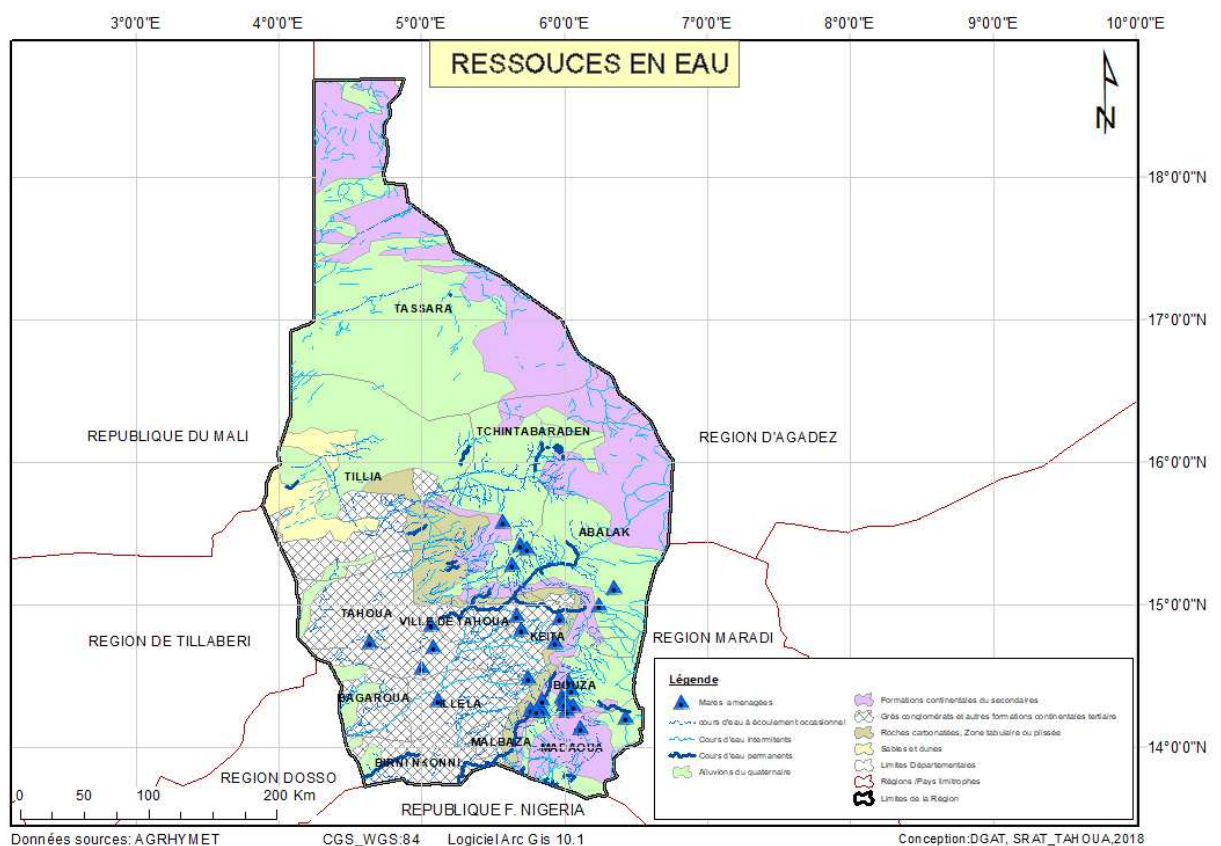 3°0'0"E 4°0'0"E 5°0'0"E 6°0'0"E 7°0'0"E 8°0'0"E 9°0'0"E 10°0'0"E
RESSOUCES EN EAU
N
18°0'0"N
TASSARA
17°0'0"N
TCHINTABARADEN
REPUBLIQUE DU MALI
REGION D'AGADEZ
TILLIA
16°0'0"N
ABALAK
TAHOUA
VILLE DE TAHOUA
15°0'0"N
KEITA
REGION DE TILLABERI
REGION MARADI
BOUZA
BAGAROUA
ILLELA
MALBAZA
MADAOUA
14°0'0"N
BIRNI N'KONNI
REGION DOSSO
REPUBLIQUE F. NIGERIA
Légende
Mares amenagées
cours d'eau à écoulement occasionnel
Cours d'eau intermitents
Cours d'eau permanents
Alluvions du quaternaire
Formations continentales du secondaires
Grès conglomérats et autres formations continentales tertiaire
Roches carbonatées, Zone tabulaire ou plissée
Sables et dunes
Limites Départementales
Régions /Pays limitrophes
Limites de la Région
0 50 100 200 Km
Données sources: AGRHYMET CGS_WGS:84 Logiciel Arc Gis 10.1 Conception:DGAT, SRAT_TAHOUA,2018